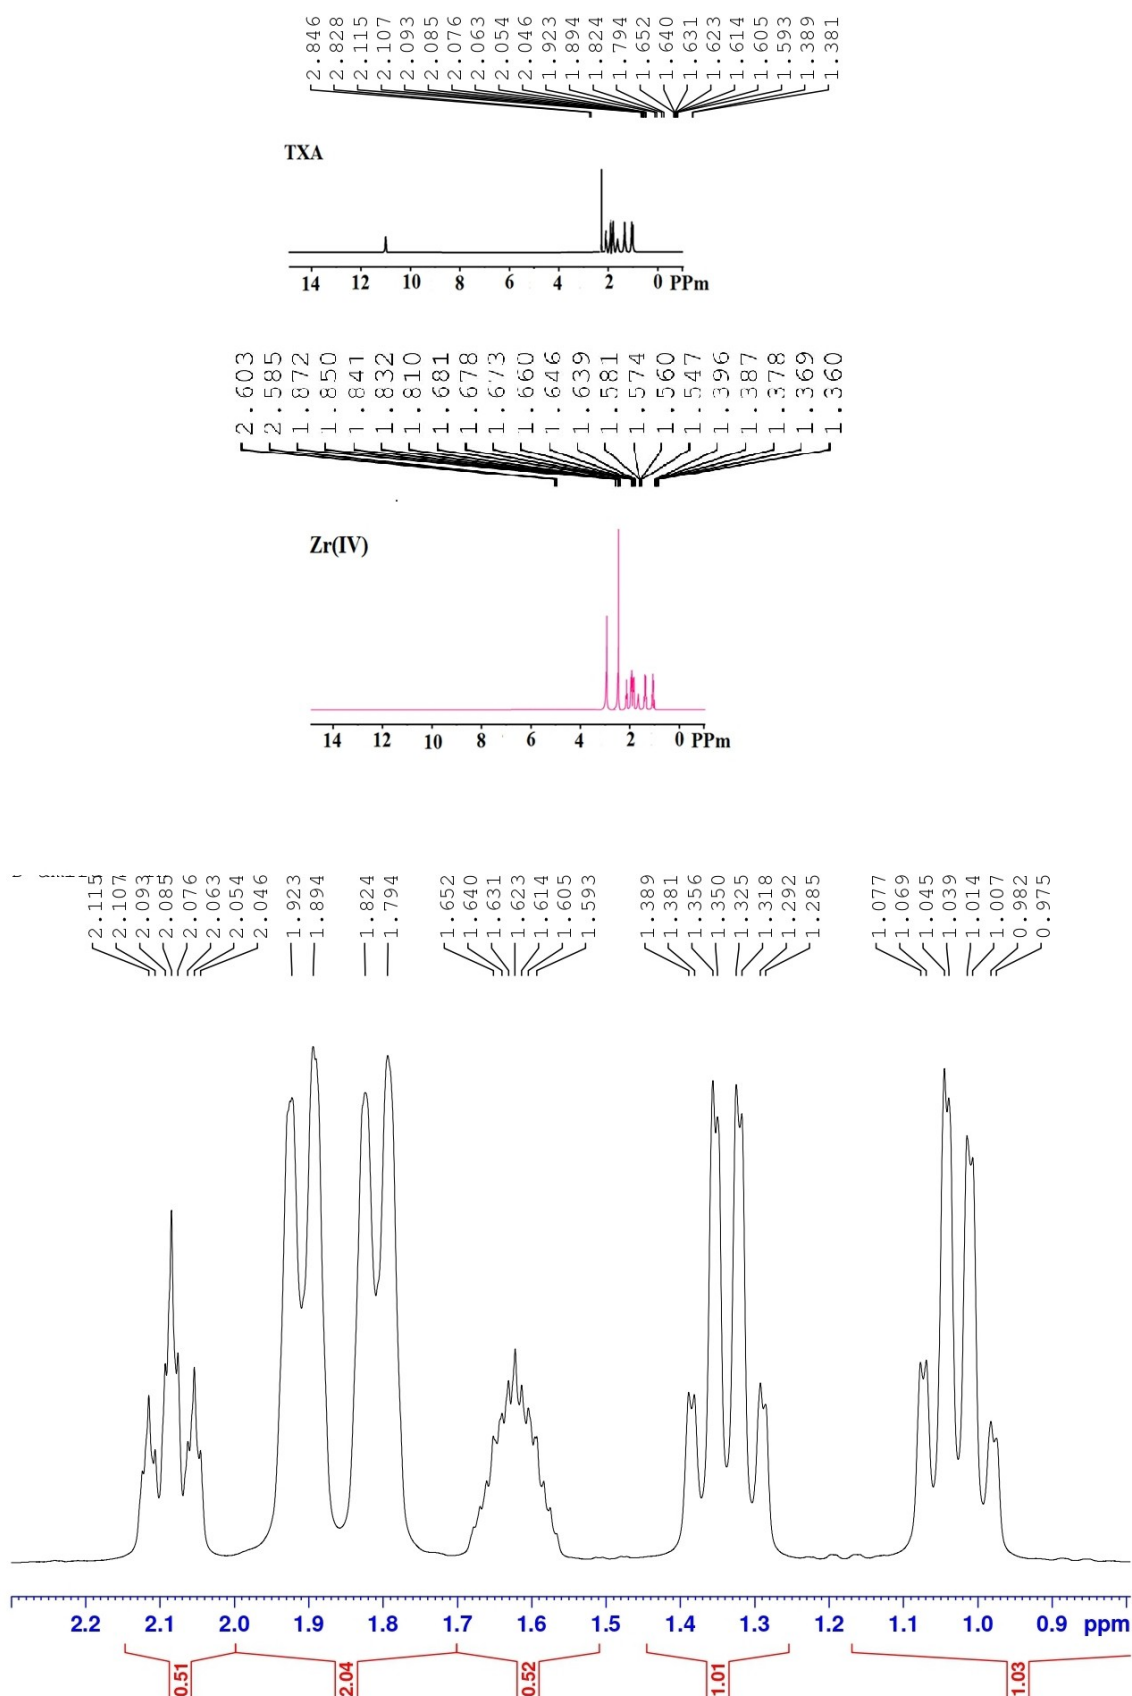 2.846 2.828 2.115 2.107 2.093 2.085 2.076 2.063 2.054 2.046 1.923 1.894 1.824 1.794 1.652 1.640 1.631 1.623 1.614 1.605 1.593 1.389 1.381
TXA
14 12 10 8 6 4 2 0 PPm
2.603 2.585 1.872 1.850 1.841 1.832 1.810 1.681 1.678 1.673 1.660 1.646 1.639 1.581 1.574 1.560 1.547 1.396 1.387 1.378 1.369 1.360
Zr(IV)
14 12 10 8 6 4 2 0 PPm
2.115 2.107 2.093 2.085 2.076 2.063 2.054 2.046 1.923 1.894 1.824 1.794 1.652 1.640 1.631 1.623 1.614 1.605 1.593 1.389 1.381 1.356 1.350 1.325 1.318 1.292 1.285 1.077 1.069 1.045 1.039 1.014 1.007 0.982 0.975
2.2 2.1 2.0 1.9 1.8 1.7 1.6 1.5 1.4 1.3 1.2 1.1 1.0 0.9 ppm
0.51 2.04 0.52 1.01 1.03